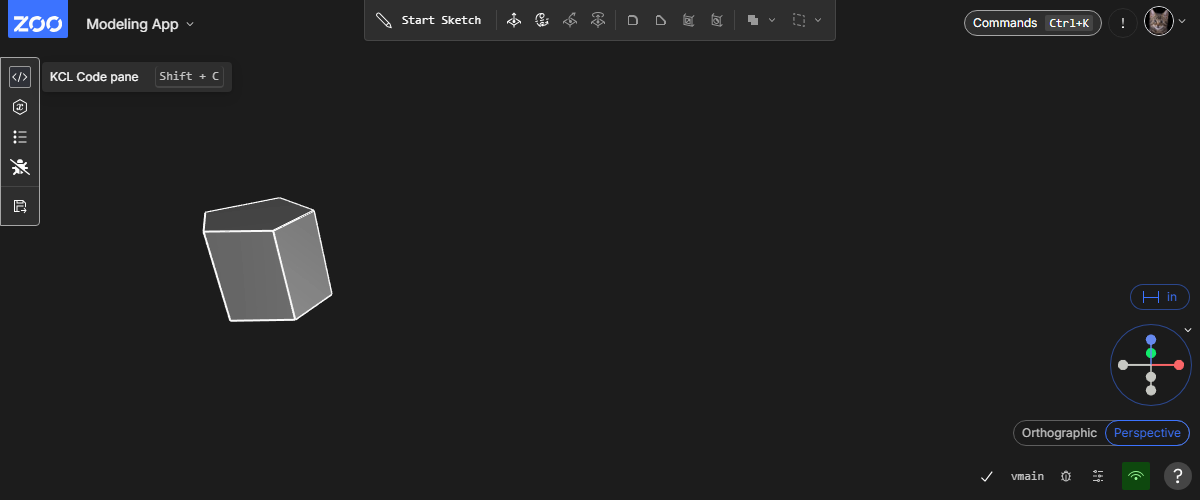 ZOO
Modeling App
Start Sketch
Commands Ctrl+K
!
KCL Code pane Shift + C
</>
x
in
Orthographic Perspective
vmain
?